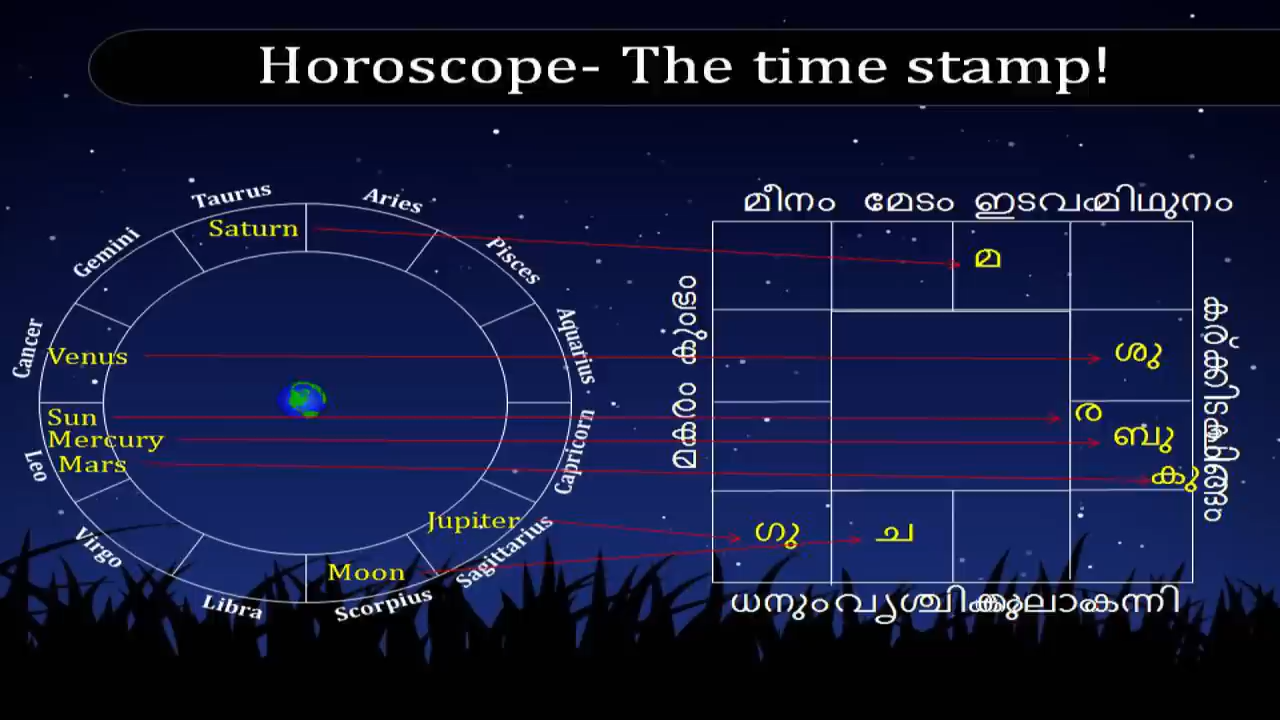 Horoscope- The time stamp!
Taurus
Aries
Gemini
Pisces
Cancer
Aquarius
Leo
Capricorn
Virgo
Sagittarius
Libra
Scorpius
Saturn
Venus
Sun
Mercury
Mars
Jupiter
Moon
മീനം മേടം ഇടവം മിഥുനം
കുംഭം
മകരം
കർക്കിടകം
ചിങ്ങം
മ
ശു
ര
ബു
കു
ഗു ച
ധനും വൃശ്ചികം തുലാം കന്നി